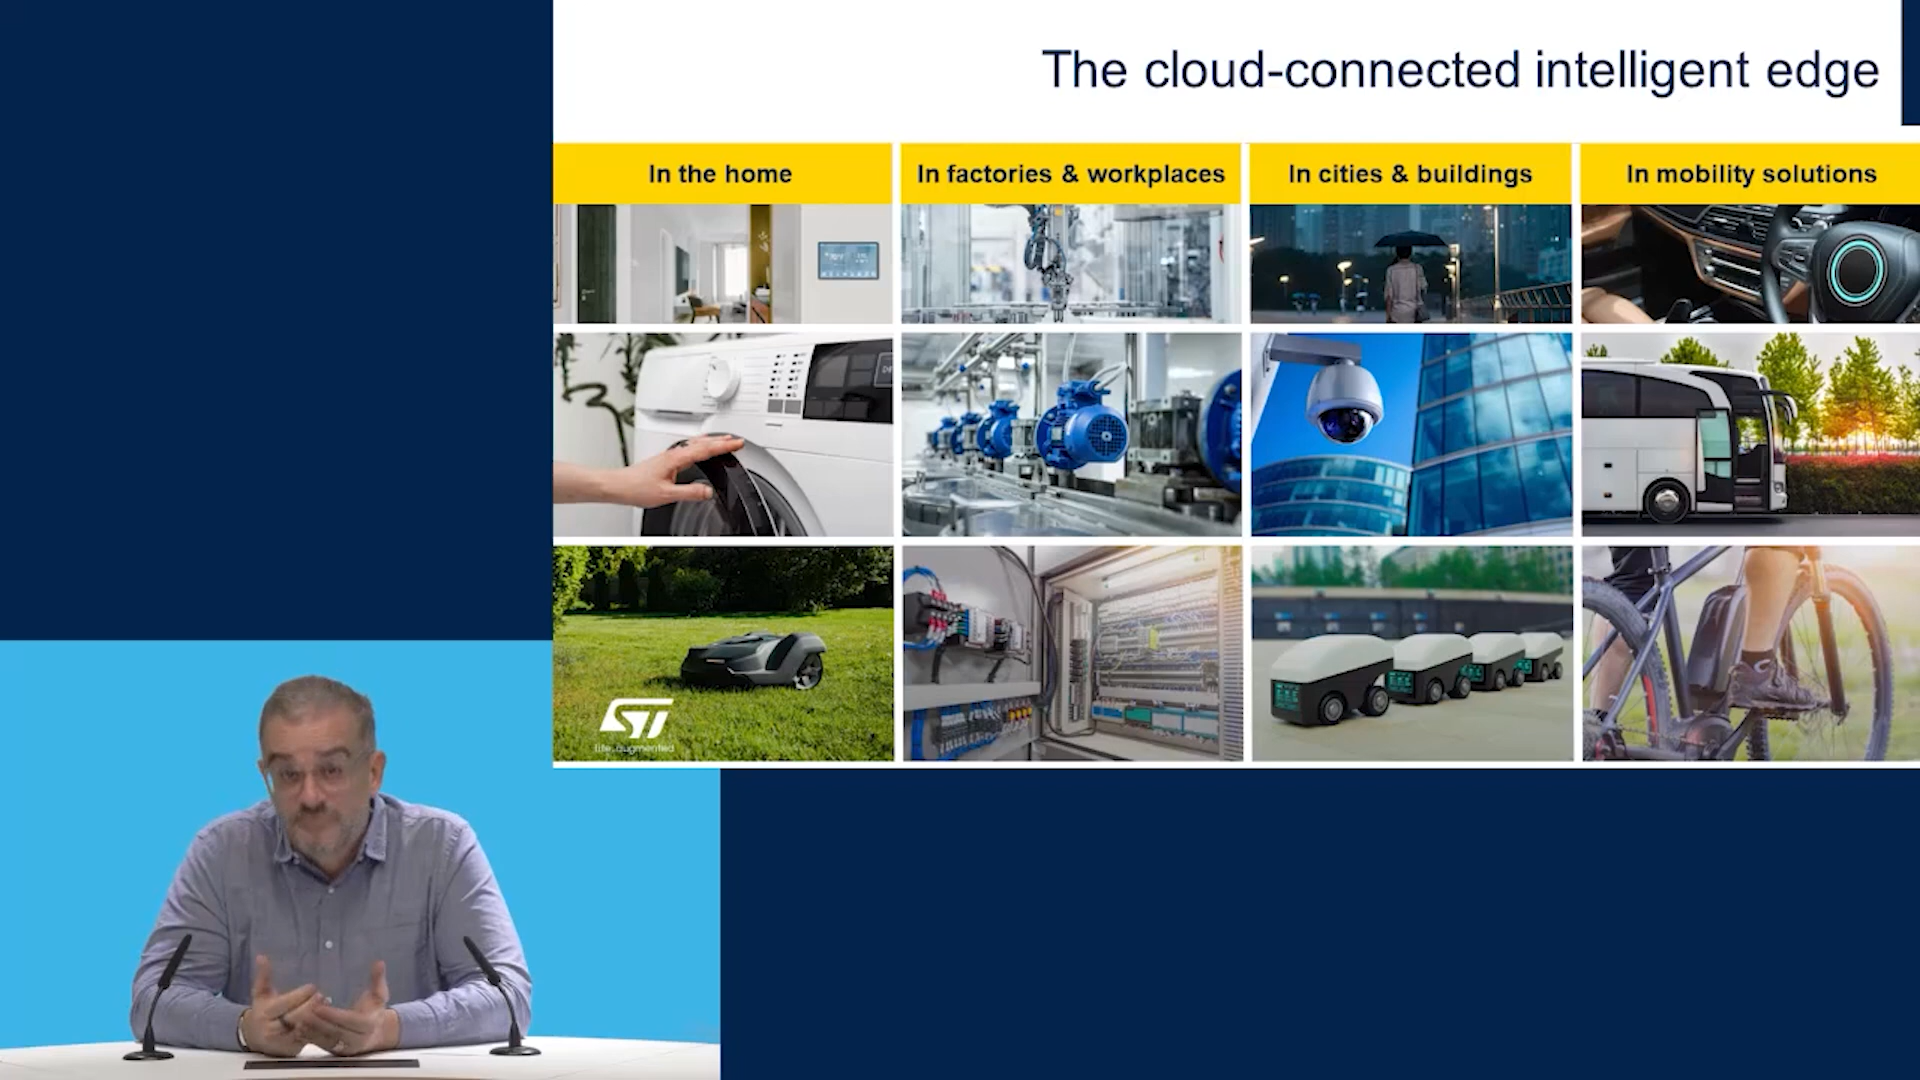 The cloud-connected intelligent edge
In the home
In factories & workplaces
In cities & buildings
In mobility solutions
ST
life.augmented